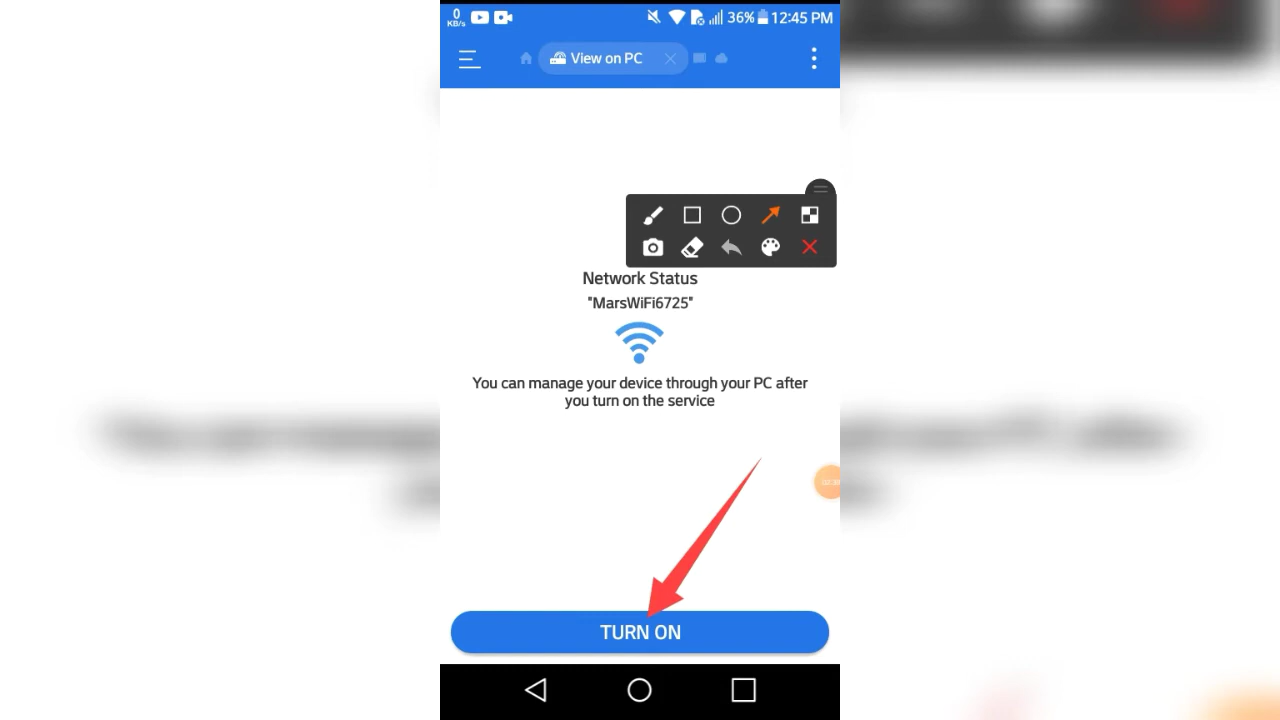 0
KB/s
36%
12:45 PM
View on PC
Network Status
"MarsWiFi6725"
You can manage your device through your PC after
you turn on the service
TURN ON